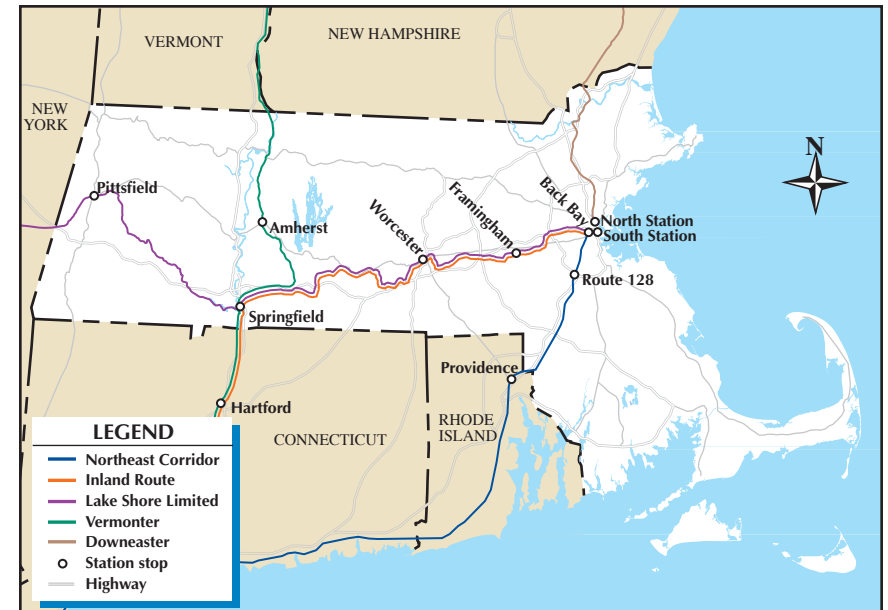 VERMONT
NEW HAMPSHIRE
NEW
YORK
N
Pittsfield
Amherst
Worcester
Framingham
Back Bay
North Station
South Station
Route 128
Springfield
Providence
Hartford
CONNECTICUT
RHODE
ISLAND
LEGEND
Northeast Corridor
Inland Route
Lake Shore Limited
Vermonter
Downeaster
Station stop
Highway